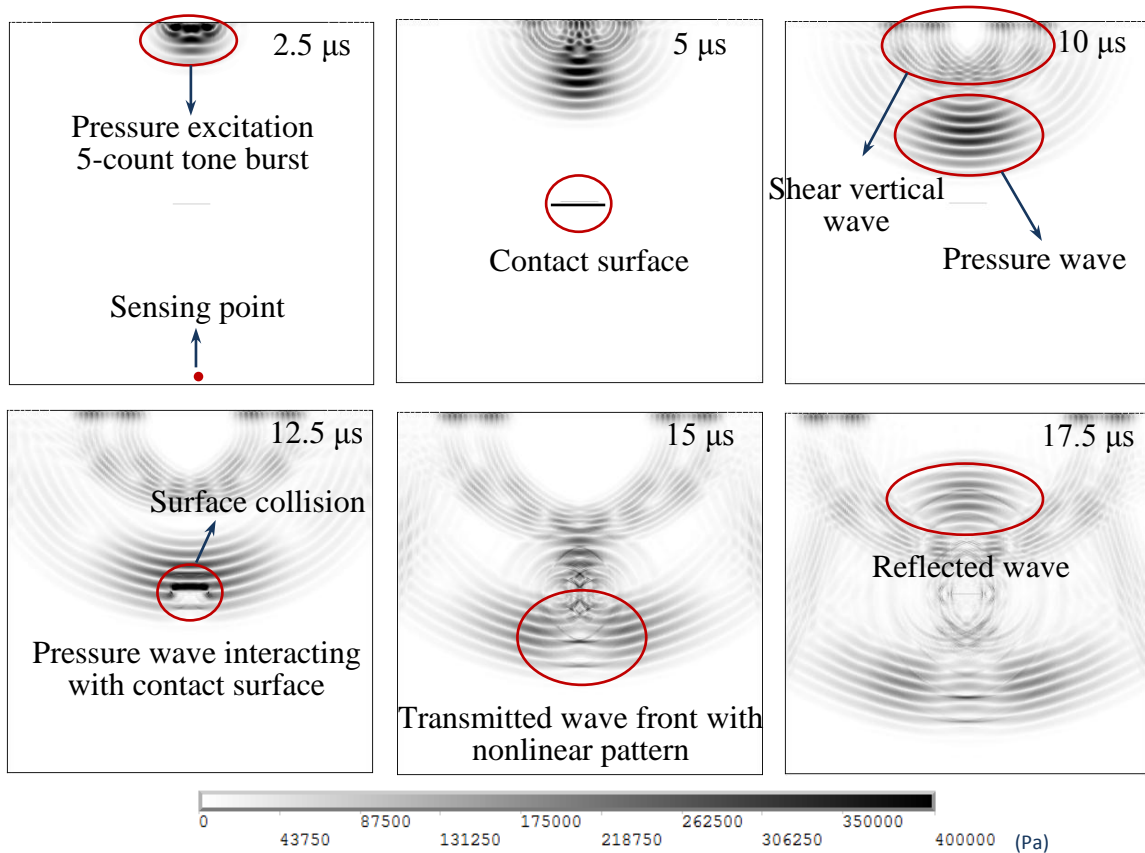 2.5 μs
Pressure excitation
5-count tone burst
Sensing point
5 μs
Contact surface
10 μs
Shear vertical
wave
Pressure wave
12.5 μs
Surface collision
Pressure wave interacting
with contact surface
15 μs
Transmitted wave front with
nonlinear pattern
17.5 μs
Reflected wave
0 87500 175000 262500 350000
43750 131250 218750 306250 400000 (Pa)